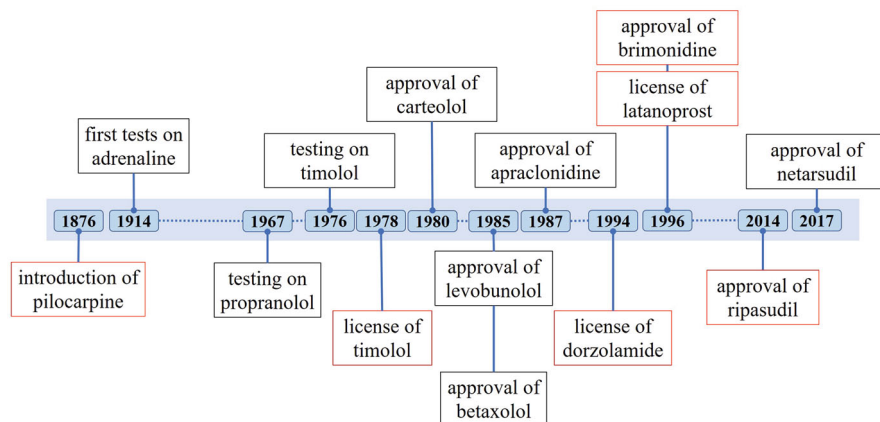 approval of
brimonidine
license of
latanoprost
approval of
carteolol
first tests on
adrenaline
testing on
timolol
approval of
apraclonidine
approval of
netarsudil
1876 1914 1967 1976 1978 1980 1985 1987 1994 1996 2014 2017
introduction of
pilocarpine
testing on
propranolol
approval of
levobunolol
approval of
ripasudil
license of
timolol
license of
dorzolamide
approval of
betaxolol